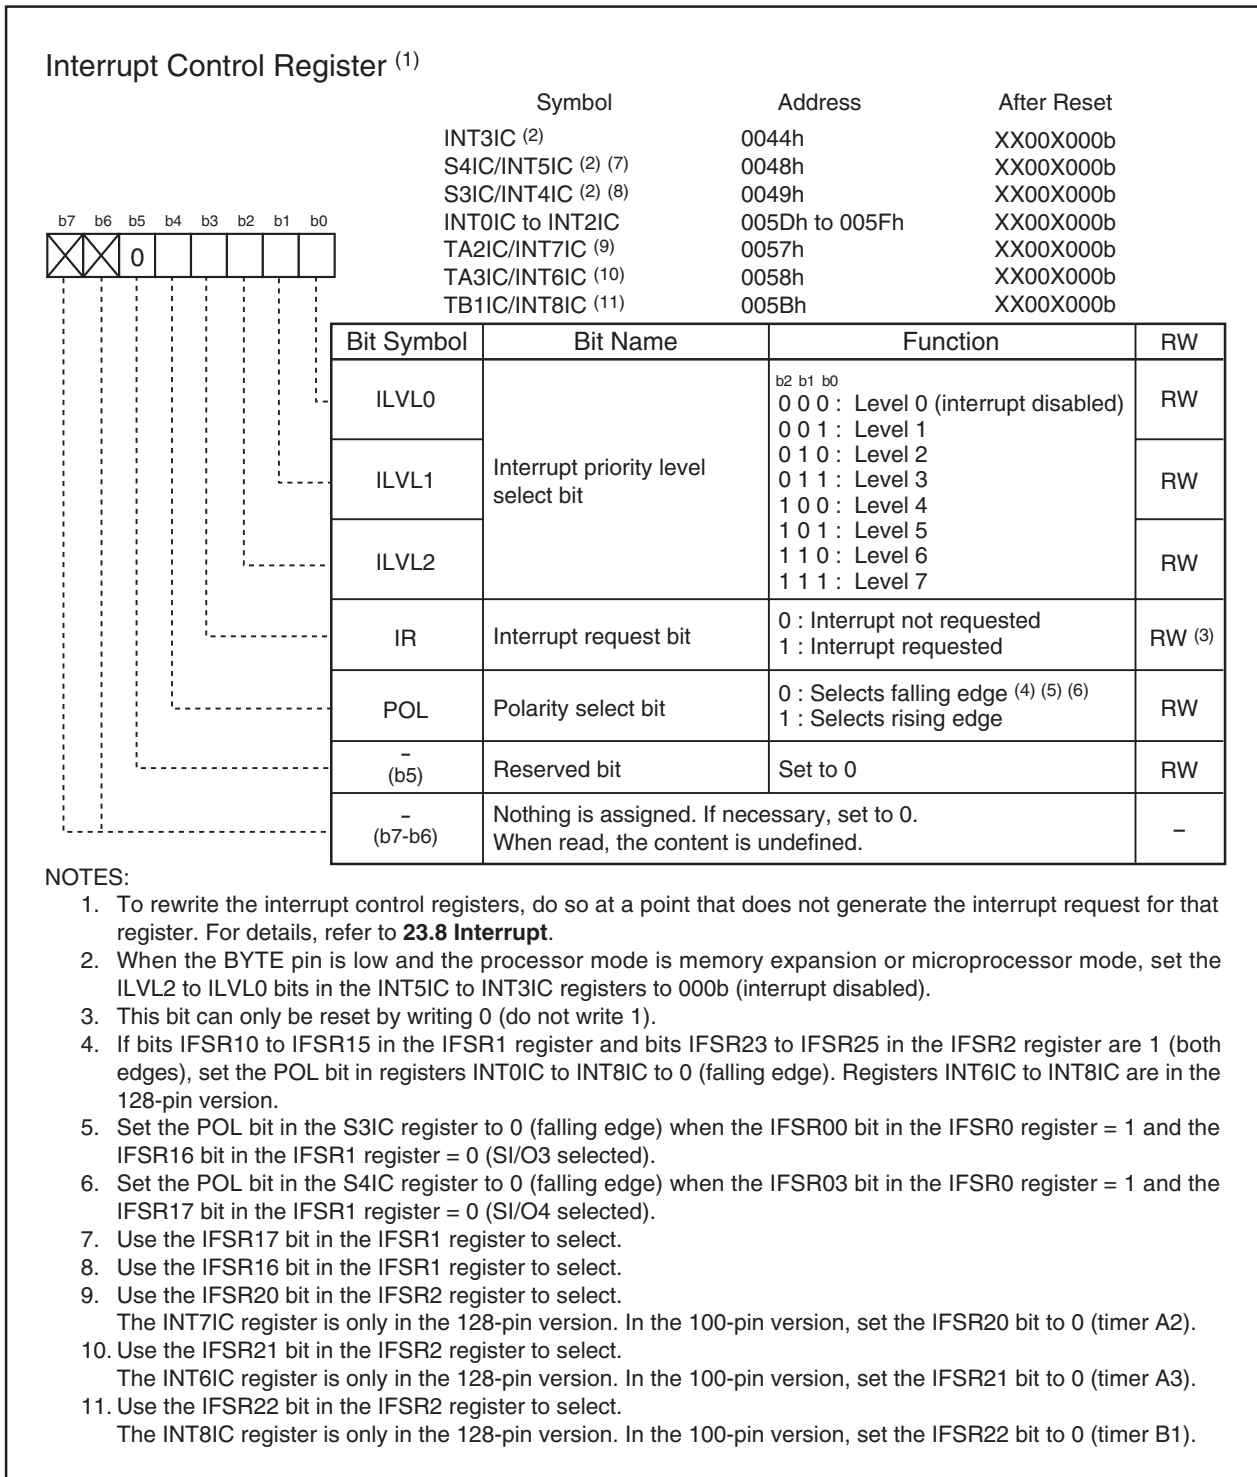 Interrupt Control Register (1)
Symbol Address After Reset
INT3IC (2) 0044h XX00X000b
S4IC/INT5IC (2) (7) 0048h XX00X000b
S3IC/INT4IC (2) (8) 0049h XX00X000b
INT0IC to INT2IC 005Dh to 005Fh XX00X000b
TA2IC/INT7IC (9) 0057h XX00X000b
TA3IC/INT6IC (10) 0058h XX00X000b
TB1IC/INT8IC (11) 005Bh XX00X000b
b7 b6 b5 b4 b3 b2 b1 b0
0
Bit Symbol Bit Name Function RW
ILVL0
ILVL1
ILVL2
Interrupt priority level
select bit
b2 b1 b0
0 0 0 : Level 0 (interrupt disabled)
0 0 1 : Level 1
0 1 0 : Level 2
0 1 1 : Level 3
1 0 0 : Level 4
1 0 1 : Level 5
1 1 0 : Level 6
1 1 1 : Level 7
RW
RW
RW
IR Interrupt request bit
0 : Interrupt not requested
1 : Interrupt requested
RW (3)
POL Polarity select bit
0 : Selects falling edge (4) (5) (6)
1 : Selects rising edge
RW
–
(b5)
Reserved bit Set to 0 RW
–
(b7-b6)
Nothing is assigned. If necessary, set to 0.
When read, the content is undefined.
–
NOTES:
1. To rewrite the interrupt control registers, do so at a point that does not generate the interrupt request for that
register. For details, refer to 23.8 Interrupt.
2. When the BYTE pin is low and the processor mode is memory expansion or microprocessor mode, set the
ILVL2 to ILVL0 bits in the INT5IC to INT3IC registers to 000b (interrupt disabled).
3. This bit can only be reset by writing 0 (do not write 1).
4. If bits IFSR10 to IFSR15 in the IFSR1 register and bits IFSR23 to IFSR25 in the IFSR2 register are 1 (both
edges), set the POL bit in registers INT0IC to INT8IC to 0 (falling edge). Registers INT6IC to INT8IC are in the
128-pin version.
5. Set the POL bit in the S3IC register to 0 (falling edge) when the IFSR00 bit in the IFSR0 register = 1 and the
IFSR16 bit in the IFSR1 register = 0 (SI/O3 selected).
6. Set the POL bit in the S4IC register to 0 (falling edge) when the IFSR03 bit in the IFSR0 register = 1 and the
IFSR17 bit in the IFSR1 register = 0 (SI/O4 selected).
7. Use the IFSR17 bit in the IFSR1 register to select.
8. Use the IFSR16 bit in the IFSR1 register to select.
9. Use the IFSR20 bit in the IFSR2 register to select.
The INT7IC register is only in the 128-pin version. In the 100-pin version, set the IFSR20 bit to 0 (timer A2).
10. Use the IFSR21 bit in the IFSR2 register to select.
The INT6IC register is only in the 128-pin version. In the 100-pin version, set the IFSR21 bit to 0 (timer A3).
11. Use the IFSR22 bit in the IFSR2 register to select.
The INT8IC register is only in the 128-pin version. In the 100-pin version, set the IFSR22 bit to 0 (timer B1).